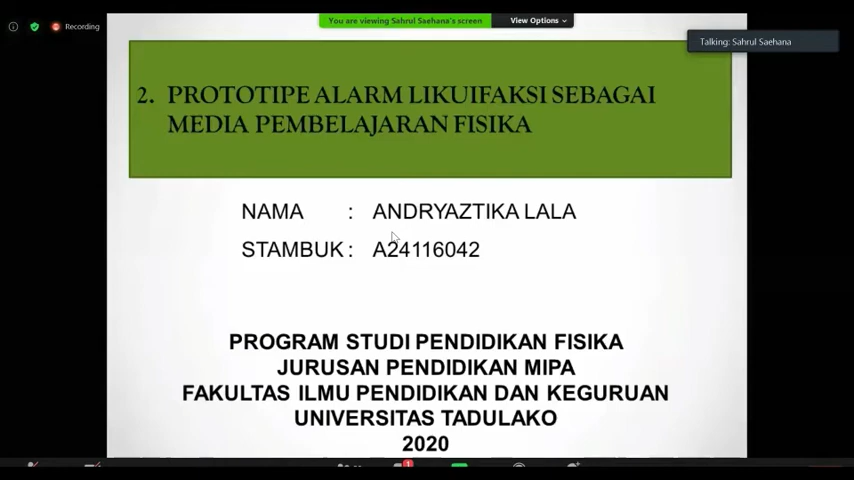 Recording
You are viewing Sahrul Saehana's screen
View Options
Talking: Sahrul Saehana
2. PROTOTIPE ALARM LIKUIFAKSI SEBAGAI
MEDIA PEMBELAJARAN FISIKA
NAMA : ANDRYAZTIKA LALA
STAMBUK : A24116042
PROGRAM STUDI PENDIDIKAN FISIKA
JURUSAN PENDIDIKAN MIPA
FAKULTAS ILMU PENDIDIKAN DAN KEGURUAN
UNIVERSITAS TADULAKO
2020
1